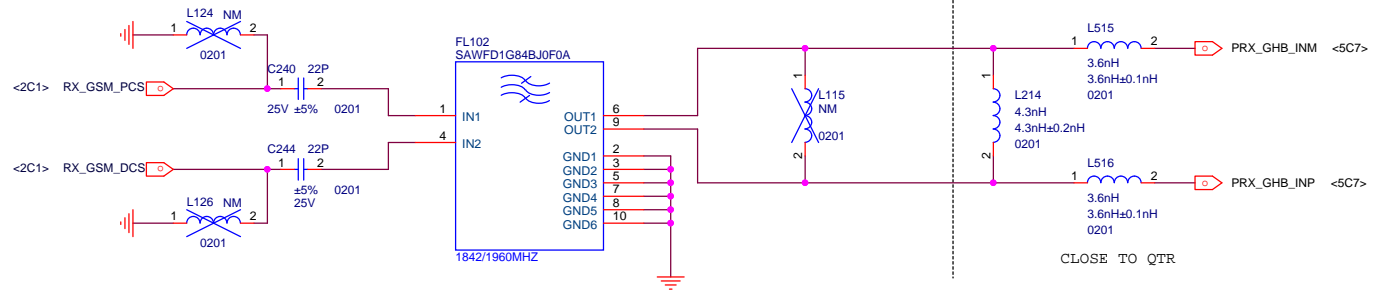 L124 NM
1 2
0201
<2C1> RX_GSM_PCS
C240 22P
1 2
25V ±5% 0201
<2C1> RX_GSM_DCS
C244 22P
1 2
±5% 0201
25V
L126 NM
1 2
0201
FL102
SAWFD1G84BJ0F0A
1 IN1
4 IN2
OUT1 6
OUT2 9
GND1 2
GND2 3
GND3 5
GND4 7
GND5 8
GND6 10
1842/1960MHZ
1
L115
NM
0201
2
1
L214
4.3nH
4.3nH±0.2nH
0201
2
L515
1 2
3.6nH
3.6nH±0.1nH
0201
PRX_GHB_INM <5C7>
L516
1 2
3.6nH
3.6nH±0.1nH
0201
PRX_GHB_INP <5C7>
CLOSE TO QTR